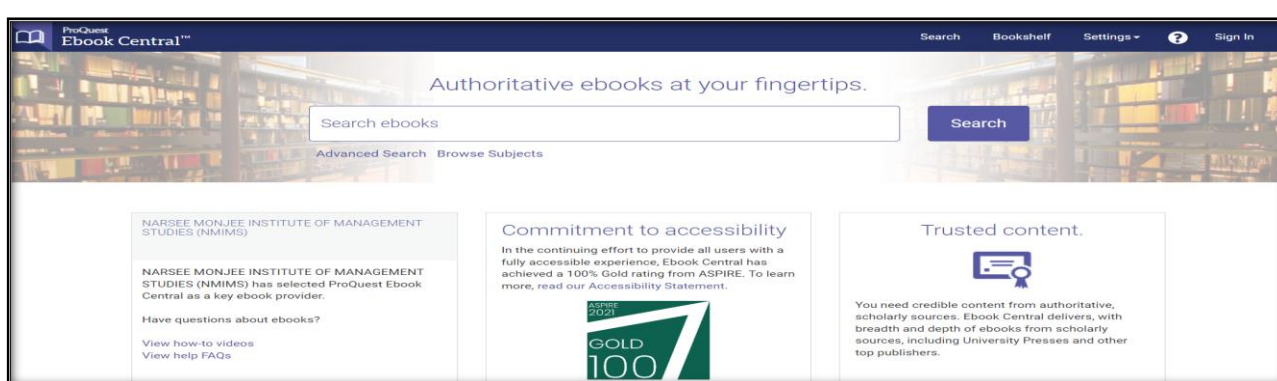 ProQuest
Ebook Central™
Search Bookshelf Settings ? Sign In
Authoritative ebooks at your fingertips.
Search ebooks
Search
Advanced Search Browse Subjects
NARSEE MONJEE INSTITUTE OF MANAGEMENT
STUDIES (NMIMS)
NARSEE MONJEE INSTITUTE OF MANAGEMENT
STUDIES (NMIMS) has selected ProQuest Ebook
Central as a key ebook provider.
Have questions about ebooks?
View how-to videos
View help FAQs
Commitment to accessibility
In the continuing effort to provide all users with a
fully accessible experience, Ebook Central has
achieved a 100% Gold rating from ASPIRE. To learn
more, read our Accessibility Statement.
ASPIRE
2021
GOLD
100
Trusted content.
You need credible content from authoritative,
scholarly sources. Ebook Central delivers, with
breadth and depth of ebooks from scholarly
sources, including University Presses and other
top publishers.